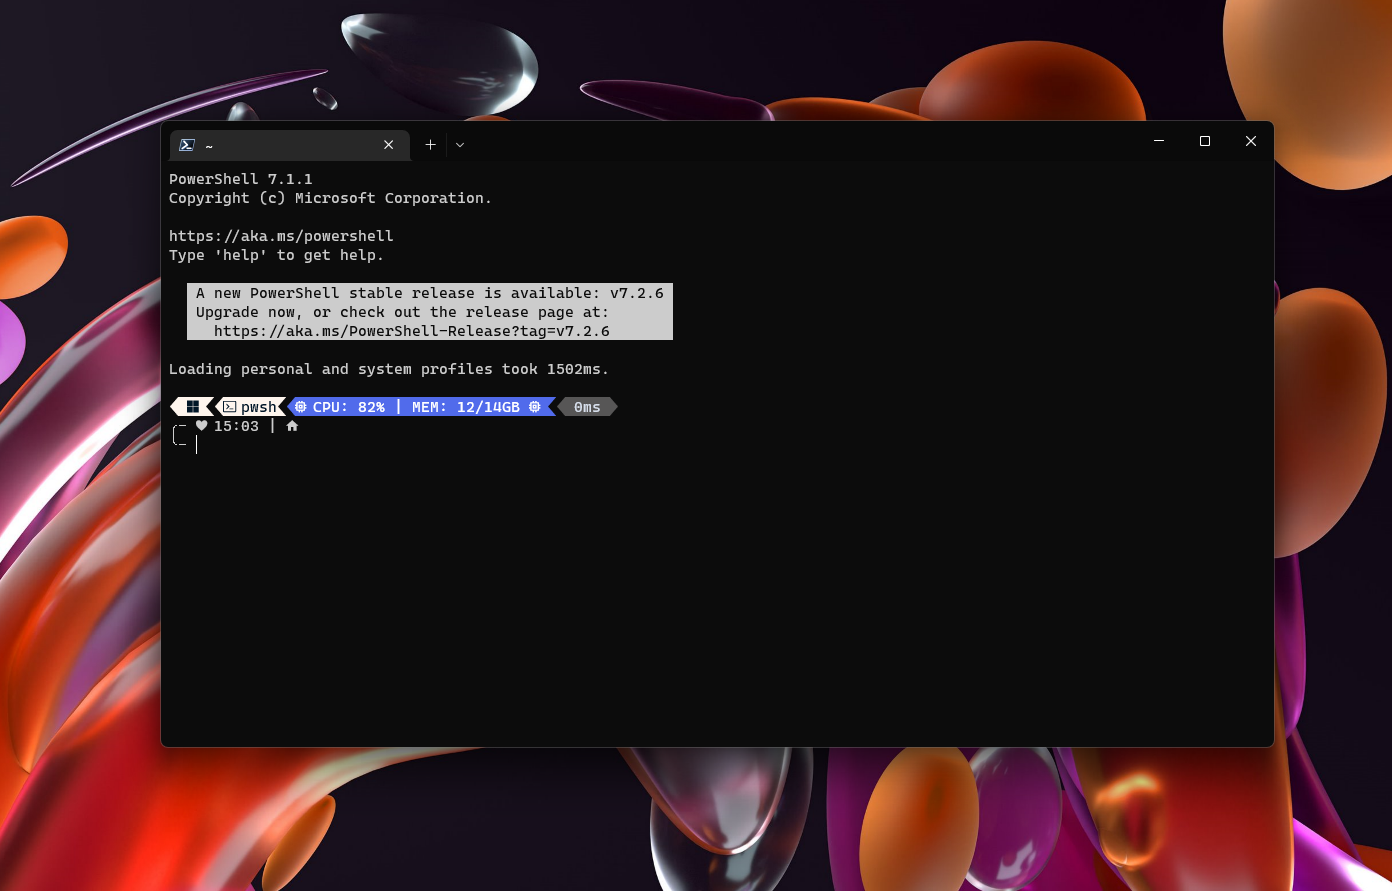 ~
PowerShell 7.1.1
Copyright (c) Microsoft Corporation.
https://aka.ms/powershell
Type 'help' to get help.
A new PowerShell stable release is available: v7.2.6
Upgrade now, or check out the release page at:
https://aka.ms/PowerShell-Release?tag=v7.2.6
Loading personal and system profiles took 1502ms.
pwsh CPU: 82% | MEM: 12/14GB 0ms
♥ 15:03 |